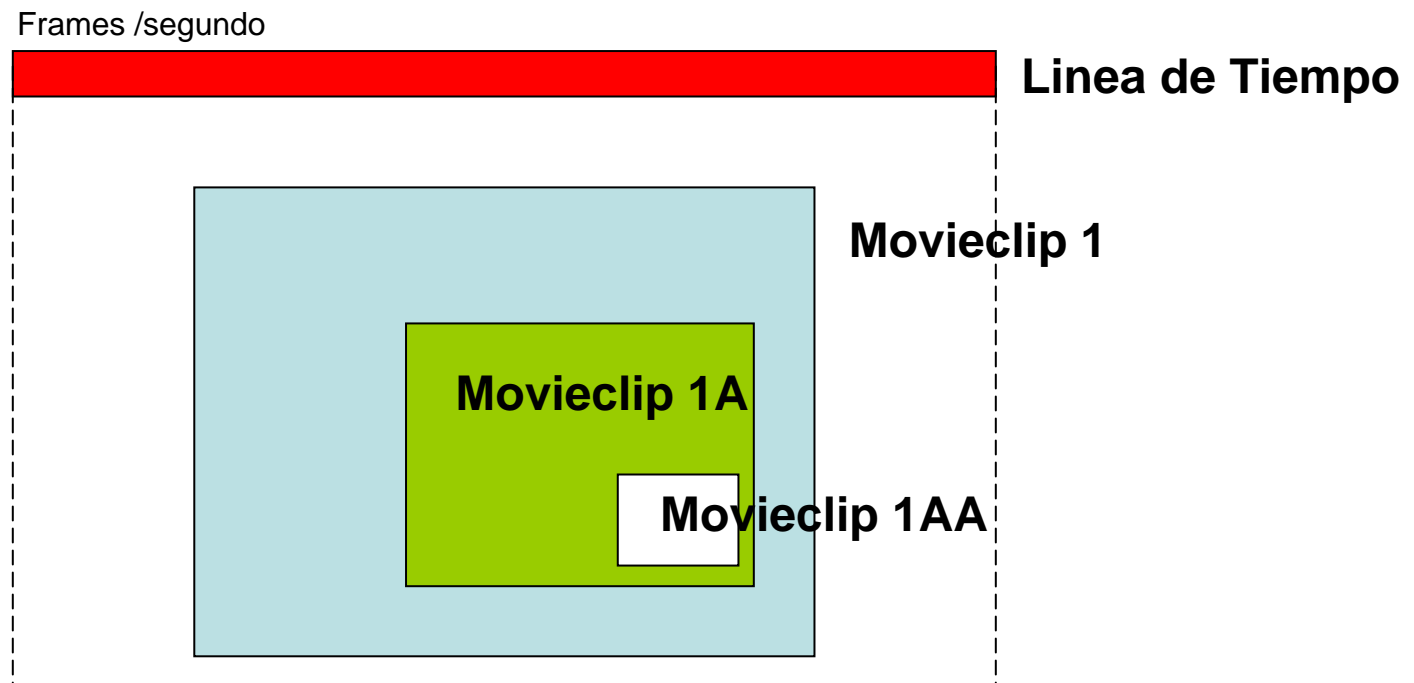 Frames /segundo
Linea de Tiempo
Movieclip 1
Movieclip 1A
Movieclip 1AA